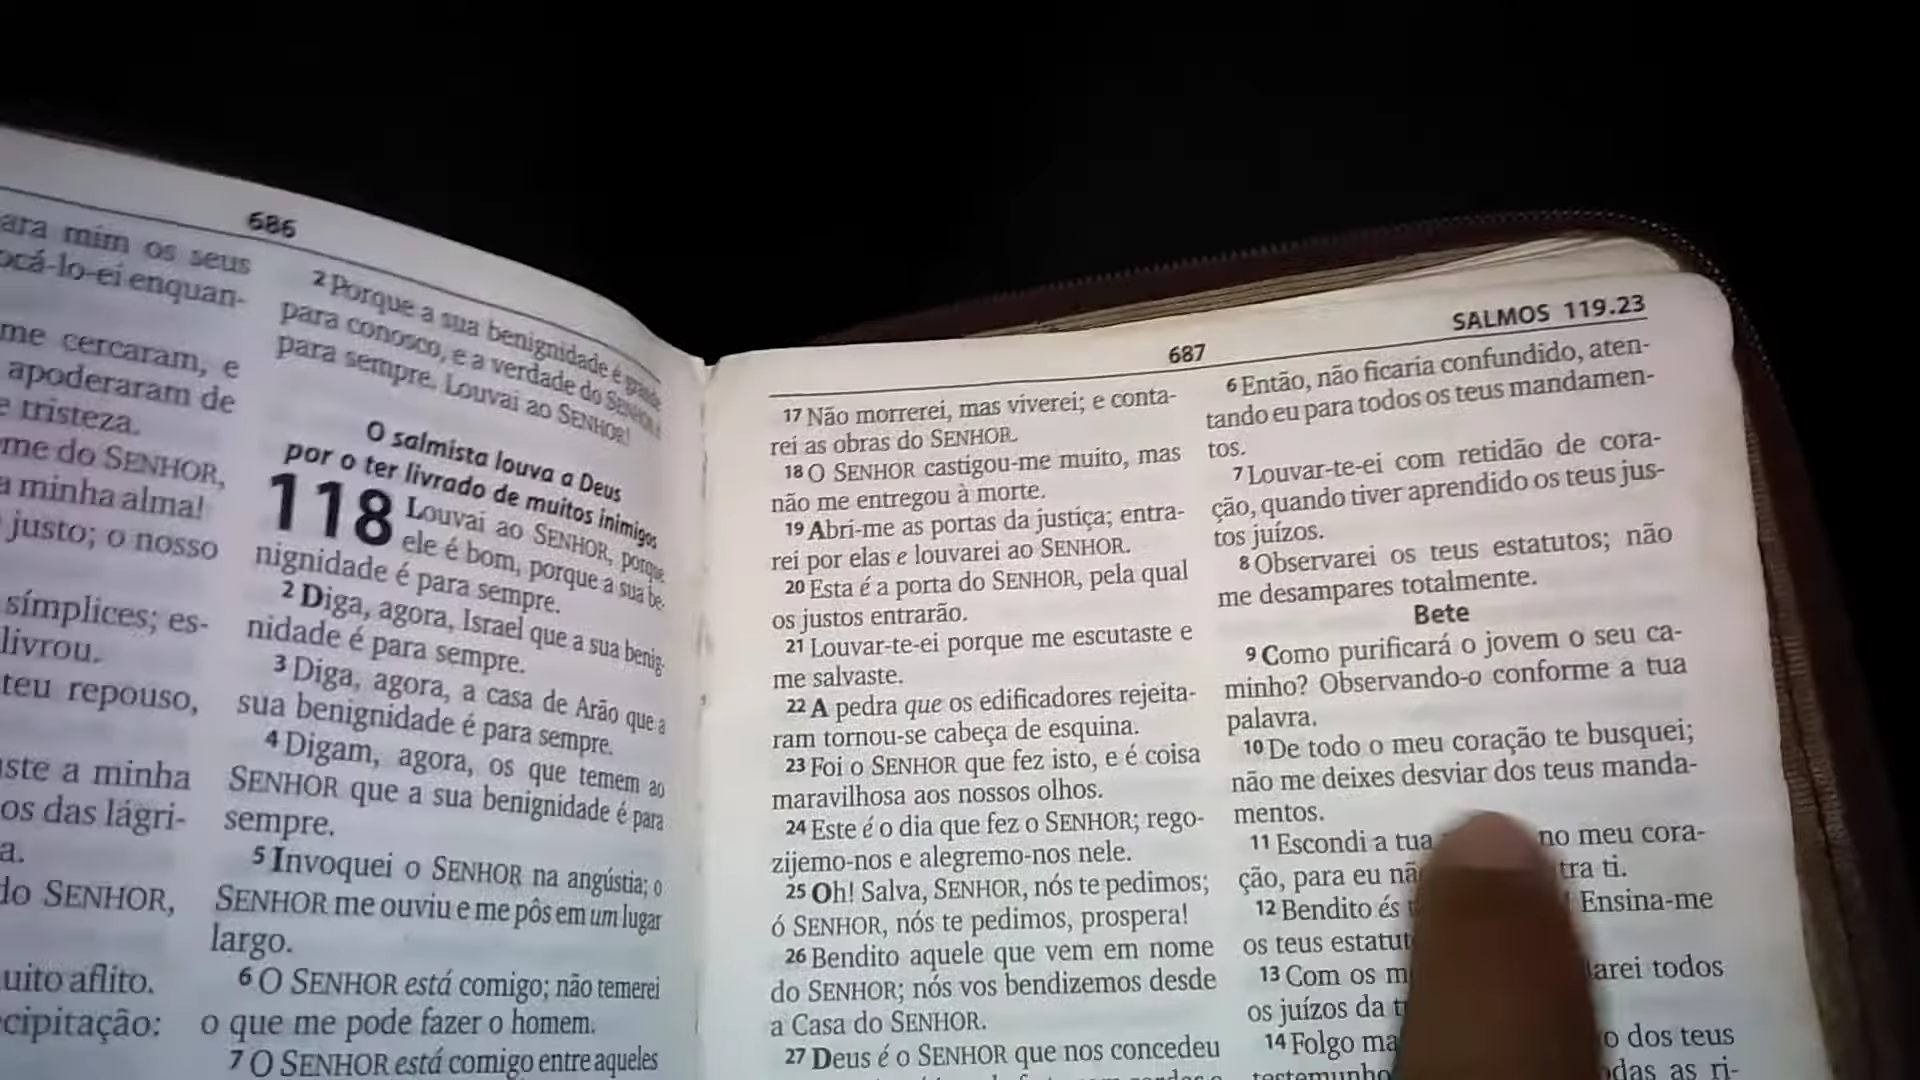 686
ara mim os seus
ocá-lo-ei enquan-
me cercaram, e
apoderaram de
e tristeza.
me do SENHOR,
a minha alma!
justo; o nosso
símplices; es-
livrou.
teu repouso,
aste a minha
os das lágri-
a.
do SENHOR,
uito aflito.
cipitação:
2 Porque a sua benignidade é grande
para conosco, e a verdade do SENHOR é
para sempre. Louvai ao SENHOR!
O salmista louva a Deus
por o ter livrado de muitos inimigos
118 Louvai ao SENHOR, porque
ele é bom, porque a sua be-
nignidade é para sempre.
2 Diga, agora, Israel que a sua benig-
nidade é para sempre.
3 Diga, agora, a casa de Arão que a
sua benignidade é para sempre.
4 Digam, agora, os que temem ao
SENHOR que a sua benignidade é para
sempre.
5 Invoquei o SENHOR na angústia; o
SENHOR me ouviu e me pôs em um lugar
largo.
6 O SENHOR está comigo; não temerei
o que me pode fazer o homem.
7 O SENHOR está comigo entre aqueles
687
SALMOS 119.23
17 Não morrerei, mas viverei; e conta-
rei as obras do SENHOR.
18 O SENHOR castigou-me muito, mas
não me entregou à morte.
19 Abri-me as portas da justiça; entra-
rei por elas e louvarei ao SENHOR.
20 Esta é a porta do SENHOR, pela qual
os justos entrarão.
21 Louvar-te-ei porque me escutaste e
me salvaste.
22 A pedra que os edificadores rejeita-
ram tornou-se cabeça de esquina.
23 Foi o SENHOR que fez isto, e é coisa
maravilhosa aos nossos olhos.
24 Este é o dia que fez o SENHOR; rego-
zijemo-nos e alegremo-nos nele.
25 Oh! Salva, SENHOR, nós te pedimos;
ó SENHOR, nós te pedimos, prospera!
26 Bendito aquele que vem em nome
do SENHOR; nós vos bendizemos desde
a Casa do SENHOR.
27 Deus é o SENHOR que nos concedeu
6 Então, não ficaria confundido, aten-
tando eu para todos os teus mandamen-
tos.
7 Louvar-te-ei com retidão de cora-
ção, quando tiver aprendido os teus jus-
tos juízos.
8 Observarei os teus estatutos; não
me desampares totalmente.
Bete
9 Como purificará o jovem o seu ca-
minho? Observando-o conforme a tua
palavra.
10 De todo o meu coração te busquei;
não me deixes desviar dos teus manda-
mentos.
11 Escondi a tua no meu cora-
ção, para eu tra ti.
12 Bendito és Ensina-me
os teus
13 Com os larei todos
os juízos da
14 Folgo o dos teus
odas as ri-